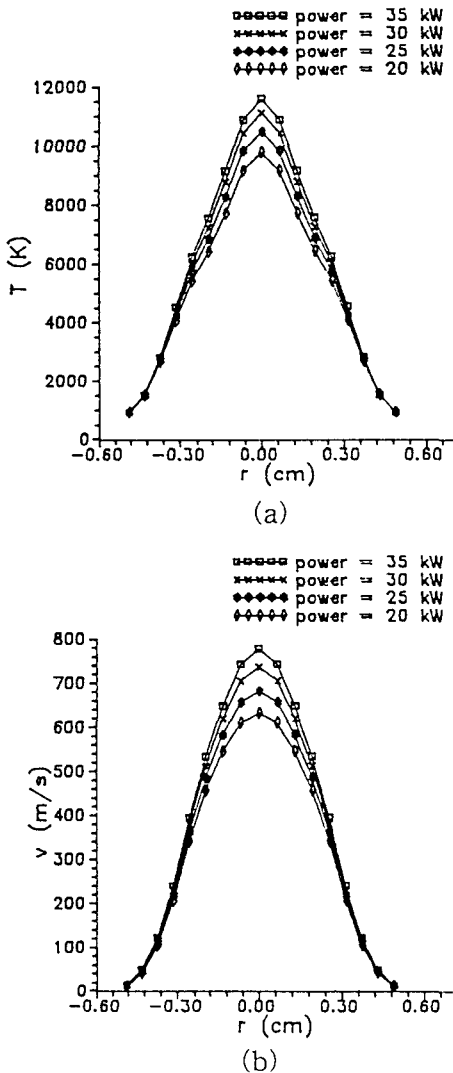 power = 35 kW
power = 30 kW
power = 25 kW
power = 20 kW
12000
10000
8000
6000
4000
2000
0
T (K)
-0.60 -0.30 0.00 0.30 0.60
r (cm)
(a)
power = 35 kW
power = 30 kW
power = 25 kW
power = 20 kW
800
700
600
500
400
300
200
100
0
v (m/s)
-0.60 -0.30 0.00 0.30 0.60
r (cm)
(b)